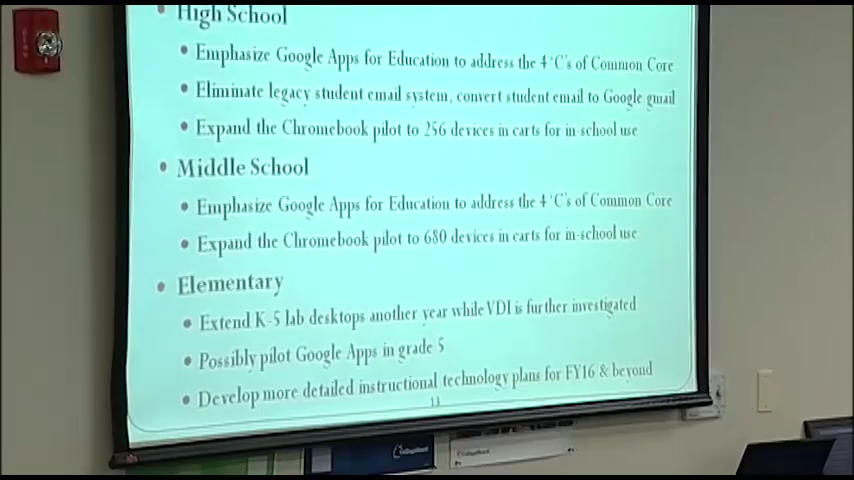 • High School
• Emphasize Google Apps for Education to address the 4 'C's of Common Core
• Eliminate legacy student email system, convert student email to Google gmail
• Expand the Chromebook pilot to 256 devices in carts for in-school use
• Middle School
• Emphasize Google Apps for Education to address the 4 'C's of Common Core
• Expand the Chromebook pilot to 680 devices in carts for in-school use
• Elementary
• Extend K-5 lab desktops another year while VDI is further investigated
• Possibly pilot Google Apps in grade 5
• Develop more detailed instructional technology plans for FY16 & beyond
13
CollegeBoard
CollegeBoard